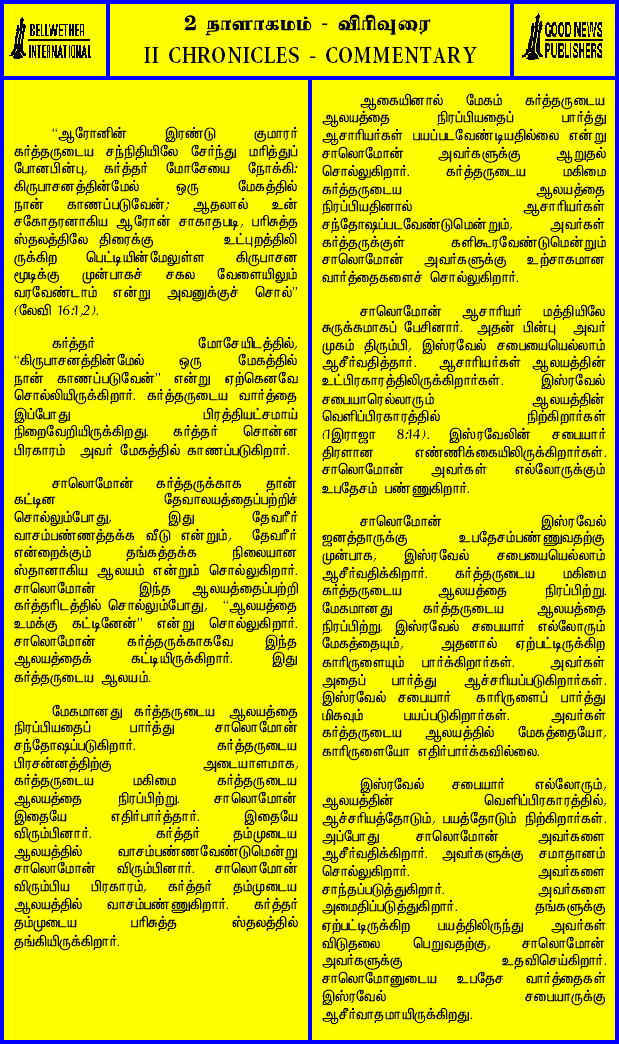 BELLWETHER
INTERNATIONAL
2 நாளாகமம் - விரிவுரை
II CHRONICLES - COMMENTARY
GOOD NEWS
PUBLISHERS
“ஆரோனின் இரண்டு குமாரர்
கர்த்தருடைய சந்நிதியிலே சேர்ந்து மரித்துப்
போனபின்பு, கர்த்தர் மோசேயை நோக்கி:
கிருபாசனத்தின்மேல் ஒரு மேகத்தில்
நான் காணப்படுவேன்; ஆதலால் உன்
சகோதரனாகிய ஆரோன் சாகாதபடி, பரிசுத்த
ஸ்தலத்திலே திரைக்கு உட்புறத்திலி
ருக்கிற பெட்டியின்மேலுள்ள கிருபாசன
மூடிக்கு முன்பாகச் சகல வேளையிலும்
வரவேண்டாம் என்று அவனுக்குச் சொல்”
(லேவி 16:1,2).
கர்த்தர் மோசேயிடத்தில்,
“கிருபாசனத்தின்மேல் ஒரு மேகத்தில்
நான் காணப்படுவேன்” என்று ஏற்கெனவே
சொல்லியிருக்கிறார். கர்த்தருடைய வார்த்தை
இப்போது பிரத்தியட்சமாய்
நிறைவேறியிருக்கிறது. கர்த்தர் சொன்ன
பிரகாரம் அவர் மேகத்தில் காணப்படுகிறார்.
சாலொமோன் கர்த்தருக்காக தான்
கட்டின தேவாலயத்தைப்பற்றிச்
சொல்லும்போது, இது தேவரீர்
வாசம்பண்ணத்தக்க வீடு என்றும், தேவரீர்
என்றைக்கும் தங்கத்தக்க நிலையான
ஸ்தானாகிய ஆலயம் என்றும் சொல்லுகிறார்.
சாலொமோன் இந்த ஆலயத்தைப்பற்றி
கர்த்தரிடத்தில் சொல்லும்போது, “ஆலயத்தை
உமக்கு கட்டினேன்” என்று சொல்லுகிறார்.
சாலொமோன் கர்த்தருக்காகவே இந்த
ஆலயத்தைக் கட்டியிருக்கிறார். இது
கர்த்தருடைய ஆலயம்.
மேகமானது கர்த்தருடைய ஆலயத்தை
நிரப்பியதைப் பார்த்து சாலொமோன்
சந்தோஷப்படுகிறார். கர்த்தருடைய
பிரசன்னத்திற்கு அடையாளமாக,
கர்த்தருடைய மகிமை கர்த்தருடைய
ஆலயத்தை நிரப்பிற்று. சாலொமோன்
இதையே எதிர்பார்த்தார். இதையே
விரும்பினார். கர்த்தர் தம்முடைய
ஆலயத்தில் வாசம்பண்ணவேண்டுமென்று
சாலொமோன் விரும்பினார். சாலொமோன்
விரும்பிய பிரகாரம், கர்த்தர் தம்முடைய
ஆலயத்தில் வாசம்பண்ணுகிறார். கர்த்தர்
தம்முடைய பரிசுத்த ஸ்தலத்தில்
தங்கியிருக்கிறார்.
ஆகையினால் மேகம் கர்த்தருடைய
ஆலயத்தை நிரப்பியதைப் பார்த்து
ஆசாரியர்கள் பயப்படவேண்டியதில்லை என்று
சாலொமோன் அவர்களுக்கு ஆறுதல்
சொல்லுகிறார். கர்த்தருடைய மகிமை
கர்த்தருடைய ஆலயத்தை
நிரப்பியதினால் ஆசாரியர்கள்
சந்தோஷப்படவேண்டுமென்றும், அவர்கள்
கர்த்தருக்குள் களிகூரவேண்டுமென்றும்
சாலொமோன் அவர்களுக்கு உற்சாகமான
வார்த்தைகளைச் சொல்லுகிறார்.
சாலொமோன் ஆசாரியர் மத்தியிலே
சுருக்கமாகப் பேசினார். அதன் பின்பு அவர்
முகம் திரும்பி, இஸ்ரவேல் சபையையெல்லாம்
ஆசீர்வதித்தார். ஆசாரியர்கள் ஆலயத்தின்
உட்பிரகாரத்திலிருக்கிறார்கள். இஸ்ரவேல்
சபையாரெல்லாரும் ஆலயத்தின்
வெளிப்பிரகாரத்தில் நிற்கிறார்கள்
(1இராஜா 8:14). இஸ்ரவேலின் சபையார்
திரளான எண்ணிக்கையிலிருக்கிறார்கள்.
சாலொமோன் அவர்கள் எல்லோருக்கும்
உபதேசம் பண்ணுகிறார்.
சாலொமோன் இஸ்ரவேல்
ஜனத்தாருக்கு உபதேசம்பண்ணுவதற்கு
முன்பாக, இஸ்ரவேல் சபையையெல்லாம்
ஆசீர்வதிக்கிறார். கர்த்தருடைய மகிமை
கர்த்தருடைய ஆலயத்தை நிரப்பிற்று.
மேகமானது கர்த்தருடைய ஆலயத்தை
நிரப்பிற்று. இஸ்ரவேல் சபையார் எல்லோரும்
மேகத்தையும், அதனால் ஏற்பட்டிருக்கிற
காரிருளையும் பார்க்கிறார்கள். அவர்கள்
அதைப் பார்த்து ஆச்சரியப்படுகிறார்கள்.
இஸ்ரவேல் சபையார் காரிருளைப் பார்த்து
மிகவும் பயப்படுகிறார்கள். அவர்கள்
கர்த்தருடைய ஆலயத்தில் மேகத்தையோ,
காரிருளையோ எதிர்பார்க்கவில்லை.
இஸ்ரவேல் சபையார் எல்லோரும்,
ஆலயத்தின் வெளிப்பிரகாரத்தில்,
ஆச்சரியத்தோடும், பயத்தோடும் நிற்கிறார்கள்.
அப்போது சாலொமோன் அவர்களை
ஆசீர்வதிக்கிறார். அவர்களுக்கு சமாதானம்
சொல்லுகிறார். அவர்களை
சாந்தப்படுத்துகிறார். அவர்களை
அமைதிப்படுத்துகிறார். தங்களுக்கு
ஏற்பட்டிருக்கிற பயத்திலிருந்து அவர்கள்
விடுதலை பெறுவதற்கு, சாலொமோன்
அவர்களுக்கு உதவிசெய்கிறார்.
சாலொமோனுடைய உபதேச வார்த்தைகள்
இஸ்ரவேல் சபையாருக்கு
ஆசீர்வாதமாயிருக்கிறது.